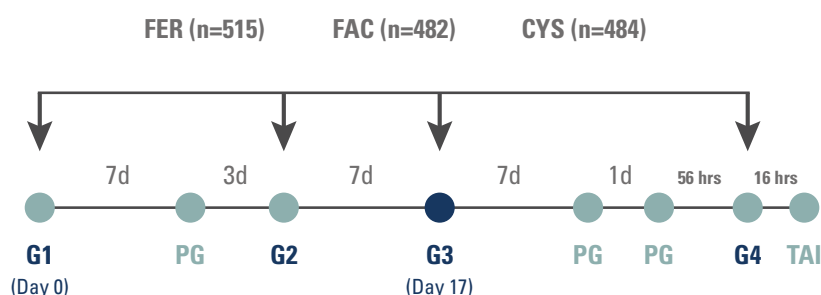 FER (n=515) FAC (n=482) CYS (n=484)
7d 3d 7d 7d 1d 56 hrs 16 hrs
G1 PG G2 G3 PG PG G4 TAI
(Day 0) (Day 17)